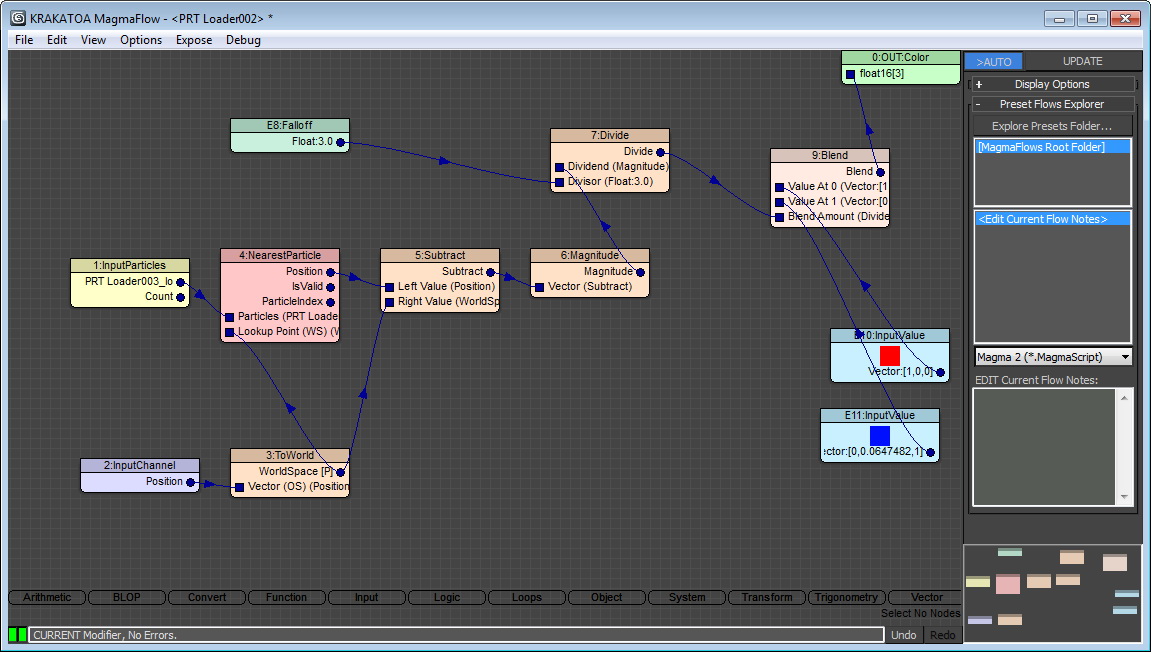 KRAKATOA MagmaFlow - <PRT Loader002> *
File Edit View Options Expose Debug
0:OUT:Color
float16[3]
E8:Falloff
Float:3.0
7:Divide
Divide
Dividend (Magnitude)
Divisor (Float:3.0)
9:Blend
Blend
Value At 0 (Vector:[1
Value At 1 (Vector:[0
Blend Amount (Divide
1:InputParticles
PRT Loader003_lo
Count
4:NearestParticle
Position
IsValid
ParticleIndex
Particles (PRT Loade
Lookup Point (WS) (W
5:Subtract
Subtract
Left Value (Position)
Right Value (WorldSp
6:Magnitude
Magnitude
Vector (Subtract)
E10:InputValue
Vector:[1,0,0]
E11:InputValue
ector:[0,0.0647482,1]
2:InputChannel
Position
3:ToWorld
WorldSpace [P]
Vector (OS) (Position
>AUTO UPDATE
+ Display Options
- Preset Flows Explorer
Explore Presets Folder...
[MagmaFlows Root Folder]
<Edit Current Flow Notes>
Magma 2 (*.MagmaScript)
EDIT Current Flow Notes:
Arithmetic BLOP Convert Function Input Logic Loops Object System Transform Trigonometry Vector
Select No Nodes
CURRENT Modifier, No Errors.
Undo Redo